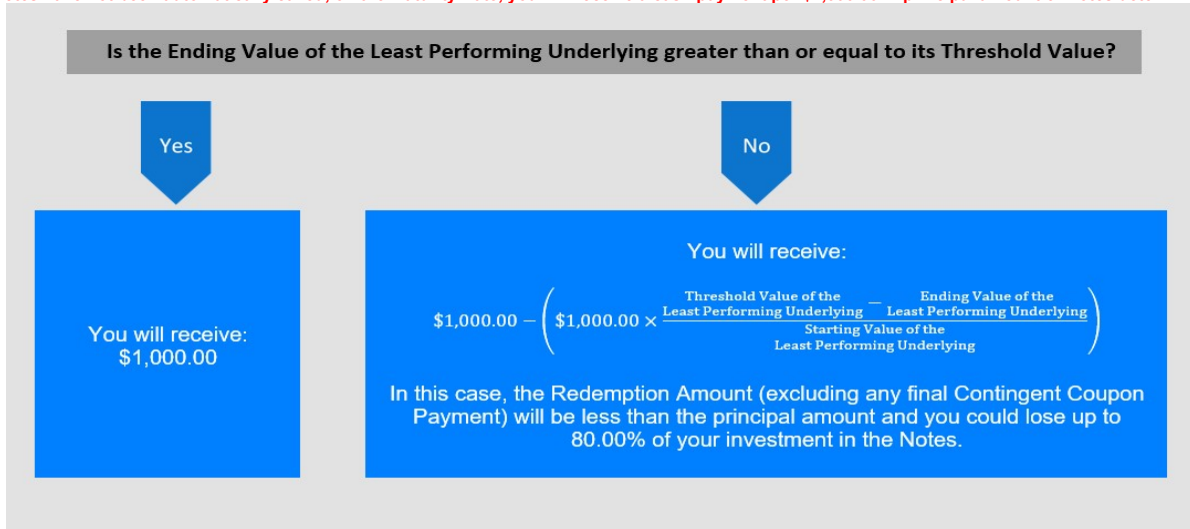 Is the Ending Value of the Least Performing Underlying greater than or equal to its Threshold Value?
Yes
No
You will receive:
$1,000.00
You will receive:
$1,000.00 − ($1,000.00 × (Threshold Value of the Least Performing Underlying − Ending Value of the Least Performing Underlying) / Starting Value of the Least Performing Underlying)
In this case, the Redemption Amount (excluding any final Contingent Coupon
Payment) will be less than the principal amount and you could lose up to
80.00% of your investment in the Notes.